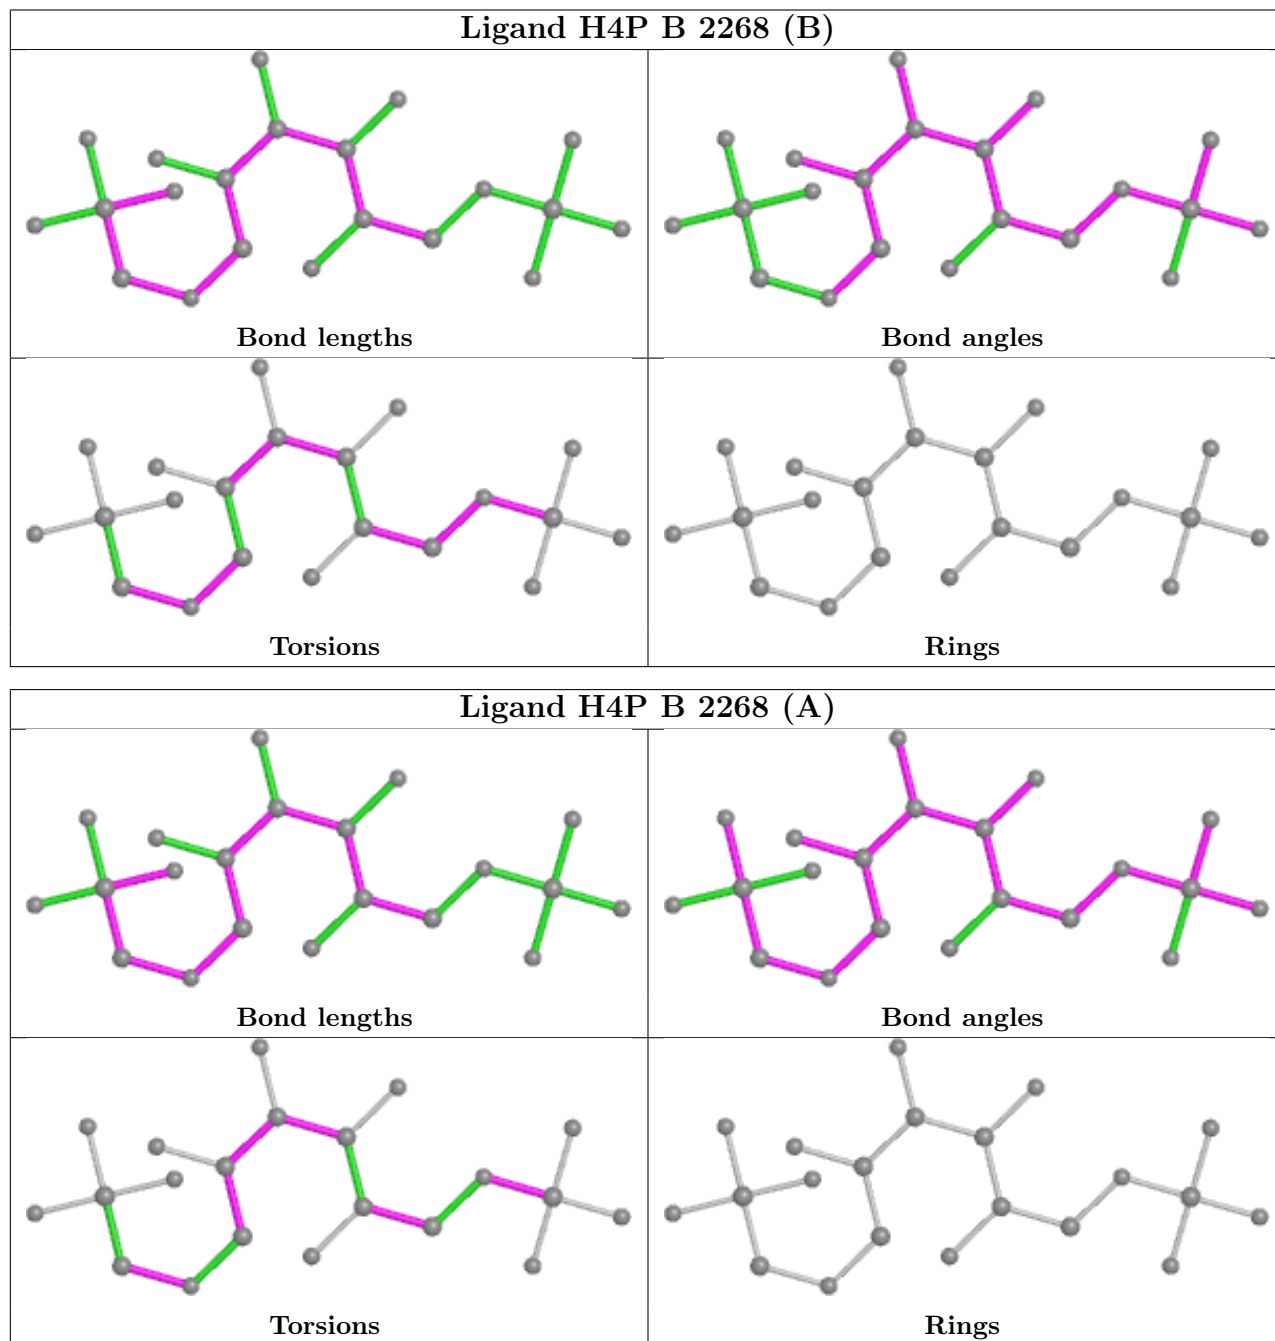 Ligand H4P B 2268 (B)
Bond lengths
Bond angles
Torsions
Rings
Ligand H4P B 2268 (A)
Bond lengths
Bond angles
Torsions
Rings